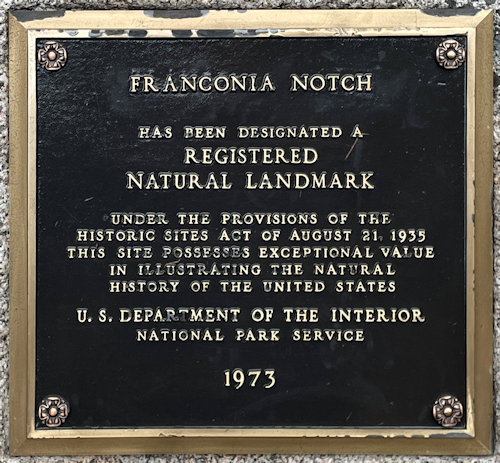 FRANCONIA NOTCH
HAS BEEN DESIGNATED A
REGISTERED
NATURAL LANDMARK
UNDER THE PROVISIONS OF THE
HISTORIC SITES ACT OF AUGUST 21, 1935
THIS SITE POSSESSES EXCEPTIONAL VALUE
IN ILLUSTRATING THE NATURAL
HISTORY OF THE UNITED STATES
U. S. DEPARTMENT OF THE INTERIOR
NATIONAL PARK SERVICE
1973